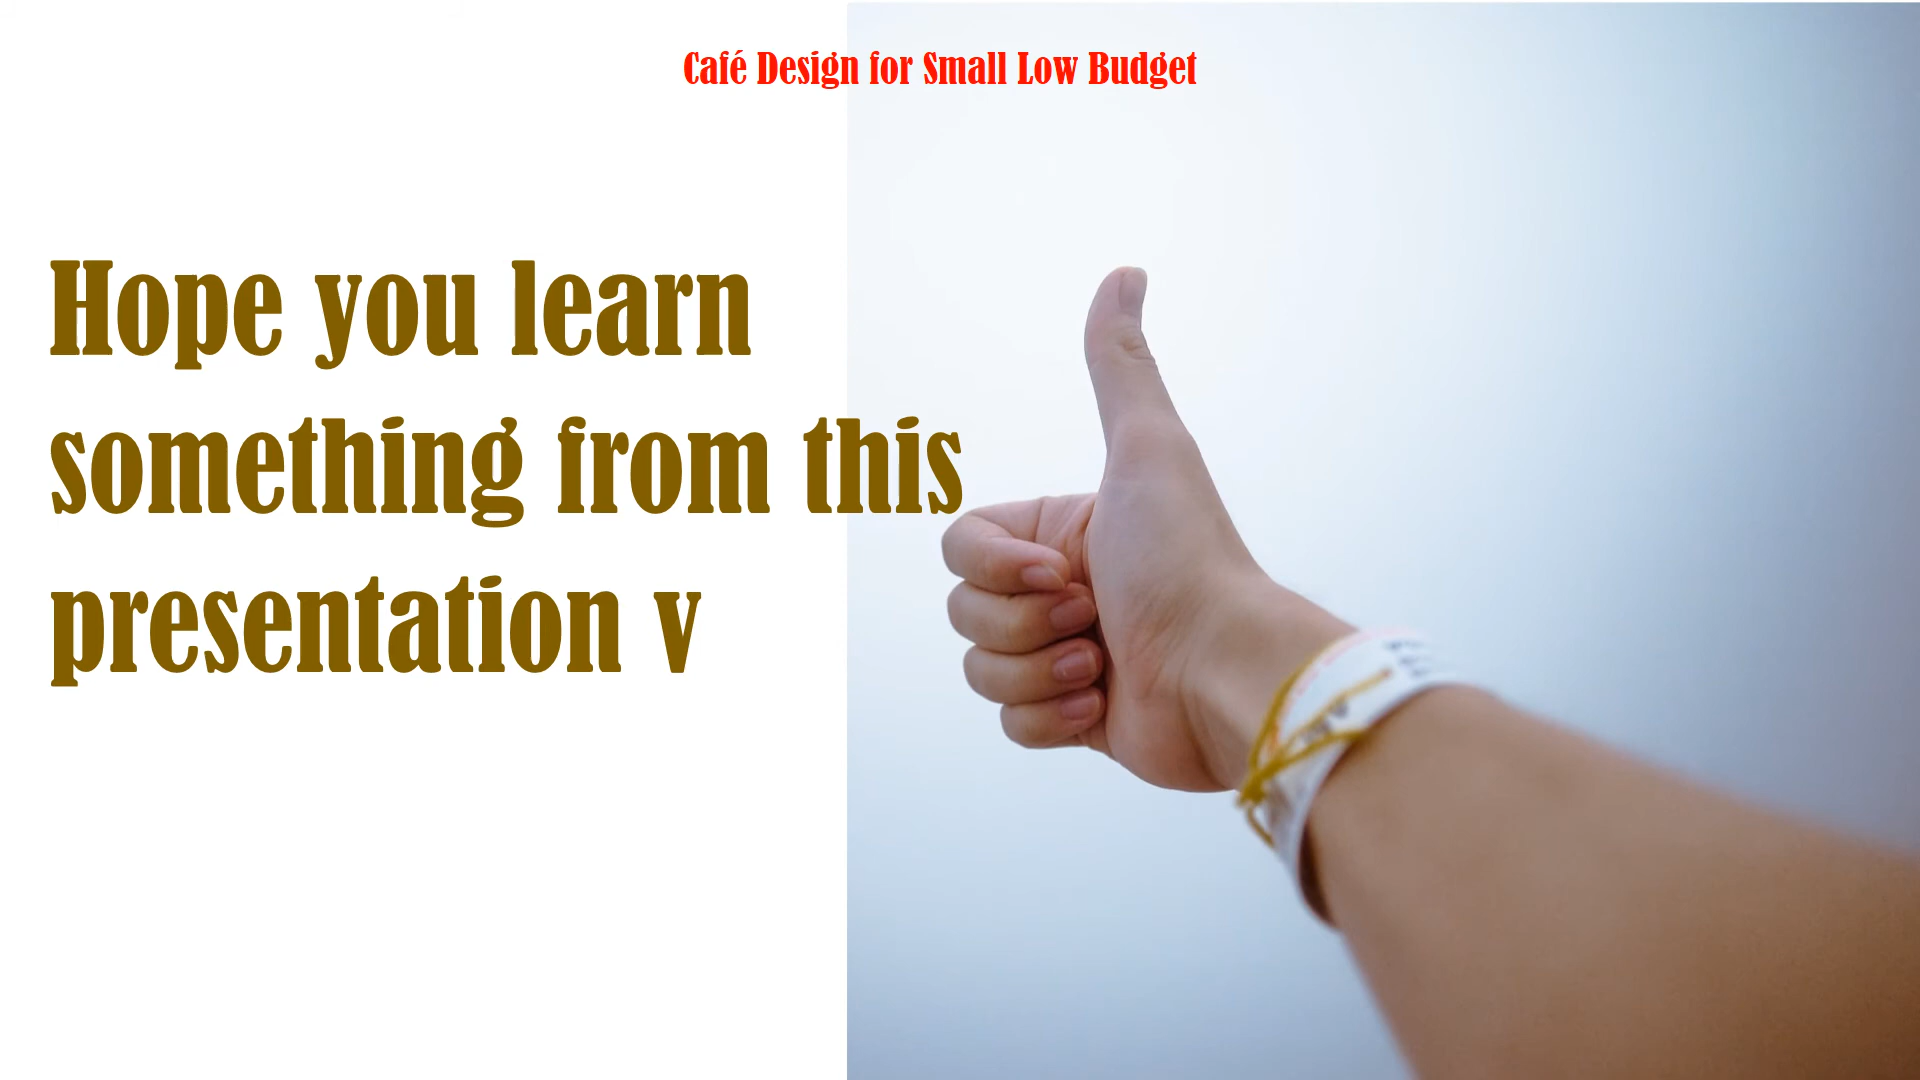 Café Design for Small Low Budget
Hope you learn
something from this
presentation v